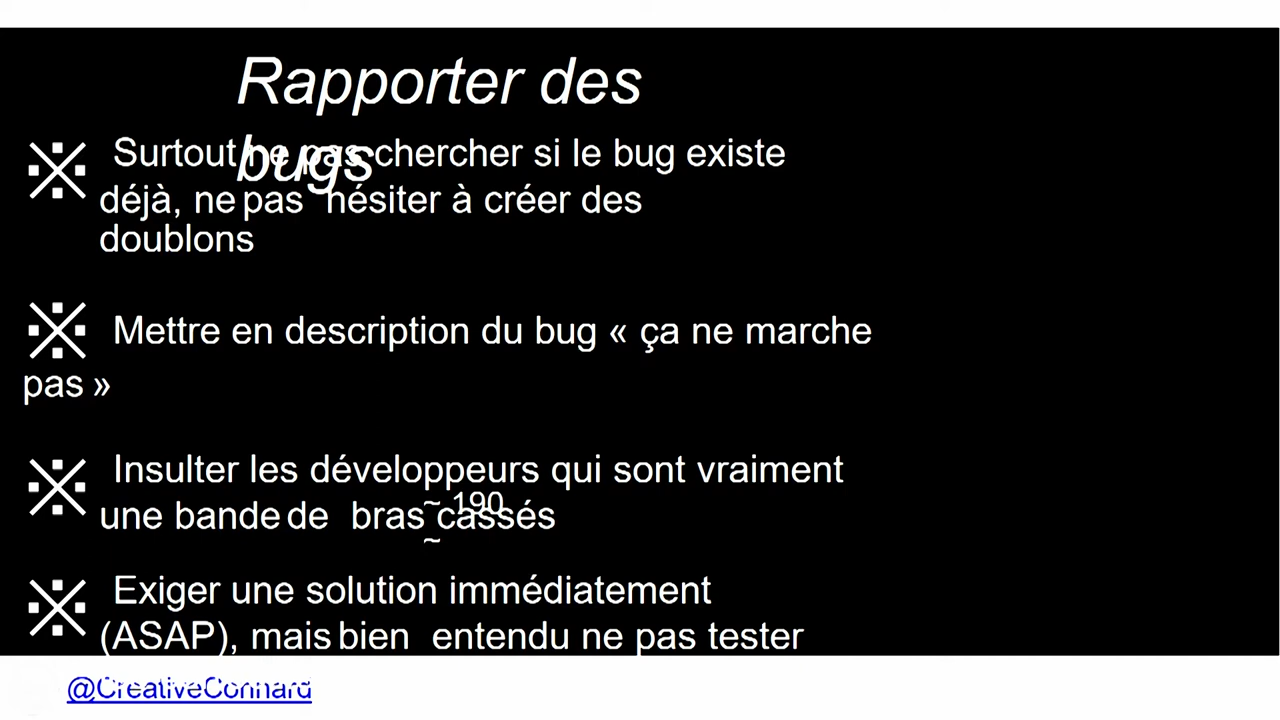 Rapporter des
bugs
※ Surtout ne pas chercher si le bug existe
déjà, ne pas hésiter à créer des
doublons
※ Mettre en description du bug « ça ne marche
pas »
※ Insulter les développeurs qui sont vraiment
une bande de bras cassés
~ 190
~
※ Exiger une solution immédiatement
(ASAP), mais bien entendu ne pas tester
@CreativeConnard